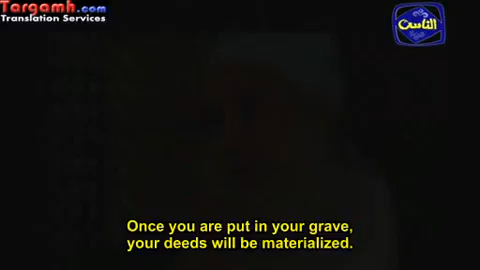 Targamh.com
Translation Services
الناس
Once you are put in your grave,
your deeds will be materialized.